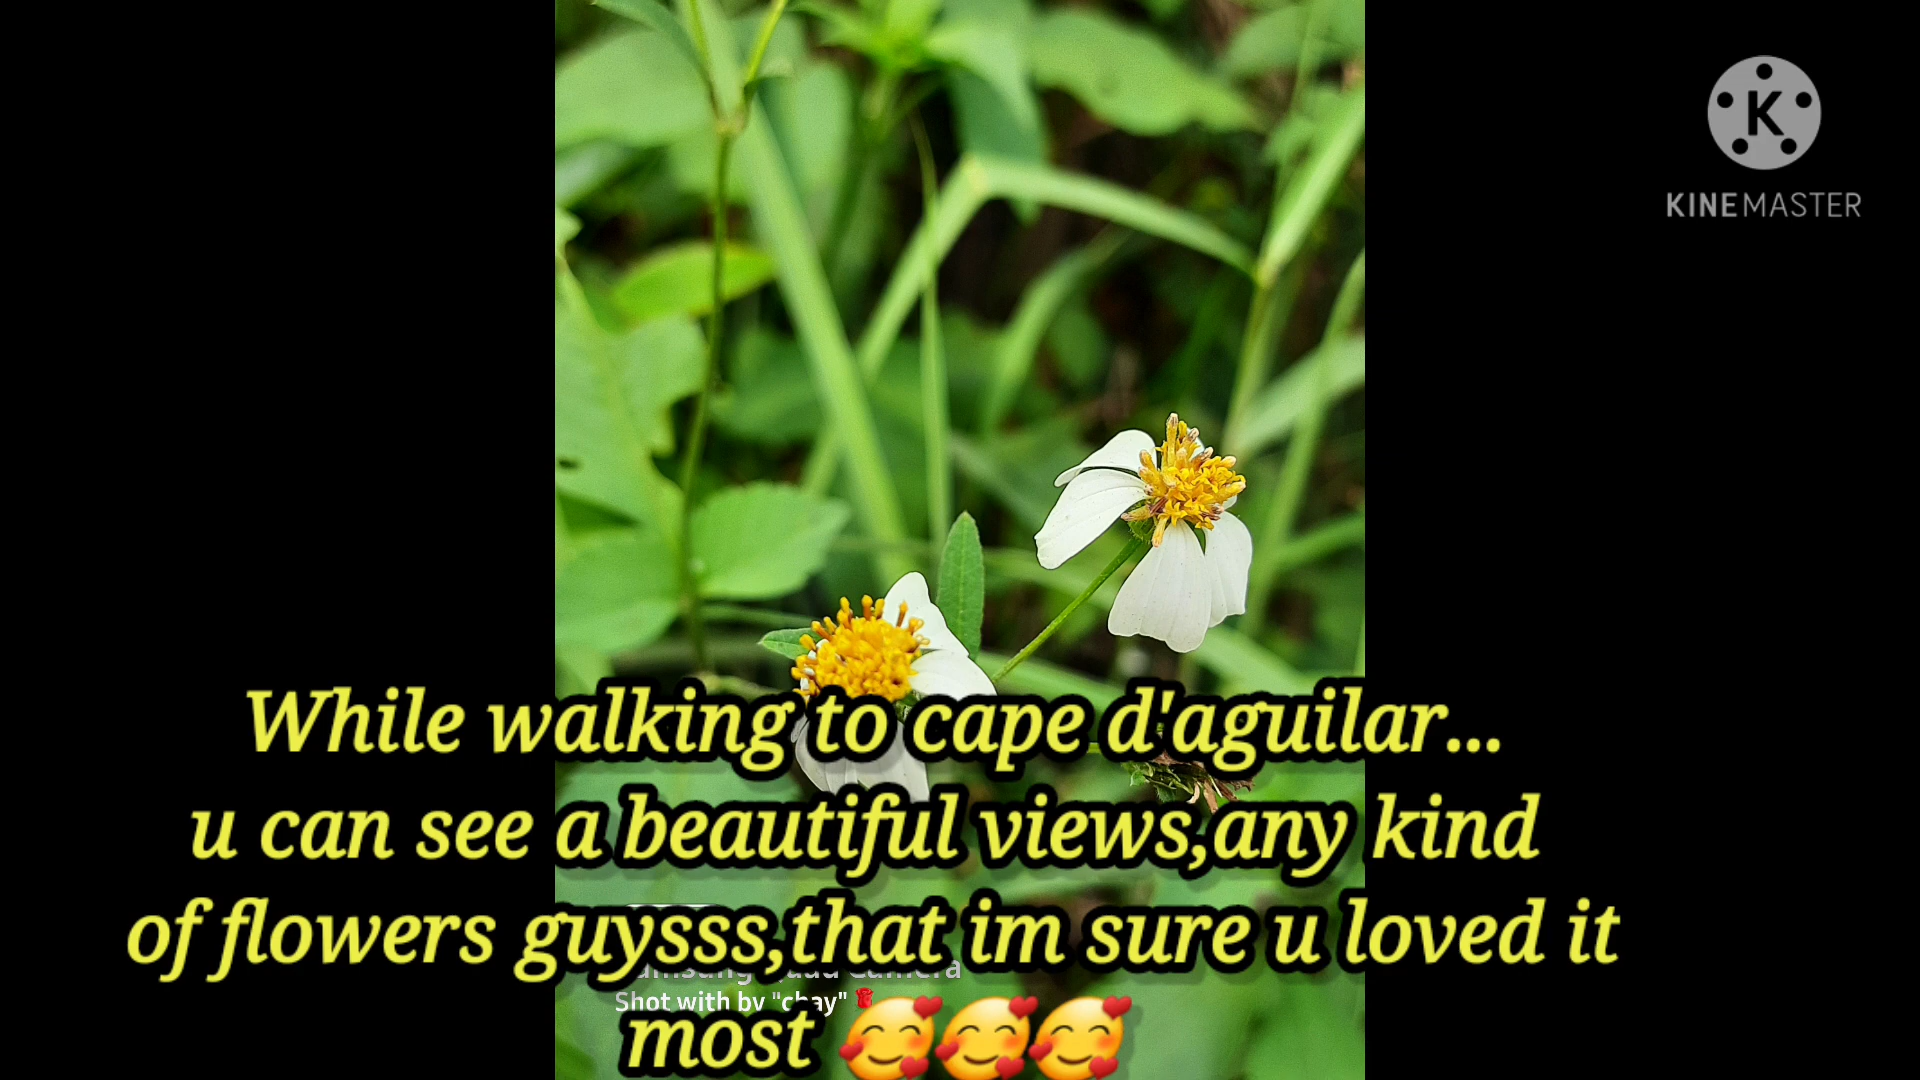 KINEMASTER
While walking to cape d'aguilar...
u can see a beautiful views,any kind
of flowers guysss,that im sure u loved it
Camera
Shot with by "chay"
most 🥰🥰🥰